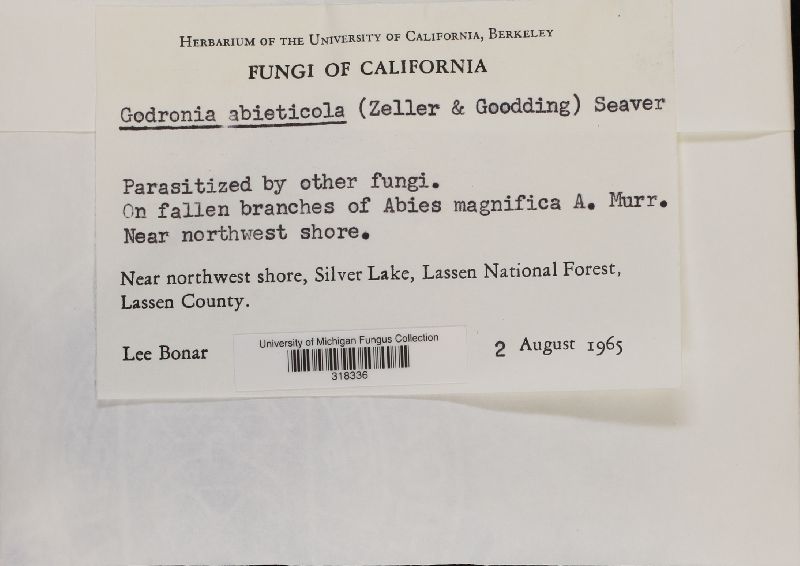 HERBARIUM OF THE UNIVERSITY OF CALIFORNIA, BERKELEY
FUNGI OF CALIFORNIA
Godronia abieticola (Zeller & Goodding) Seaver
Parasitized by other fungi.
On fallen branches of Abies magnifica A. Murr.
Near northwest shore.
Near northwest shore, Silver Lake, Lassen National Forest,
Lassen County.
Lee Bonar
University of Michigan Fungus Collection
318336
2 August 1965